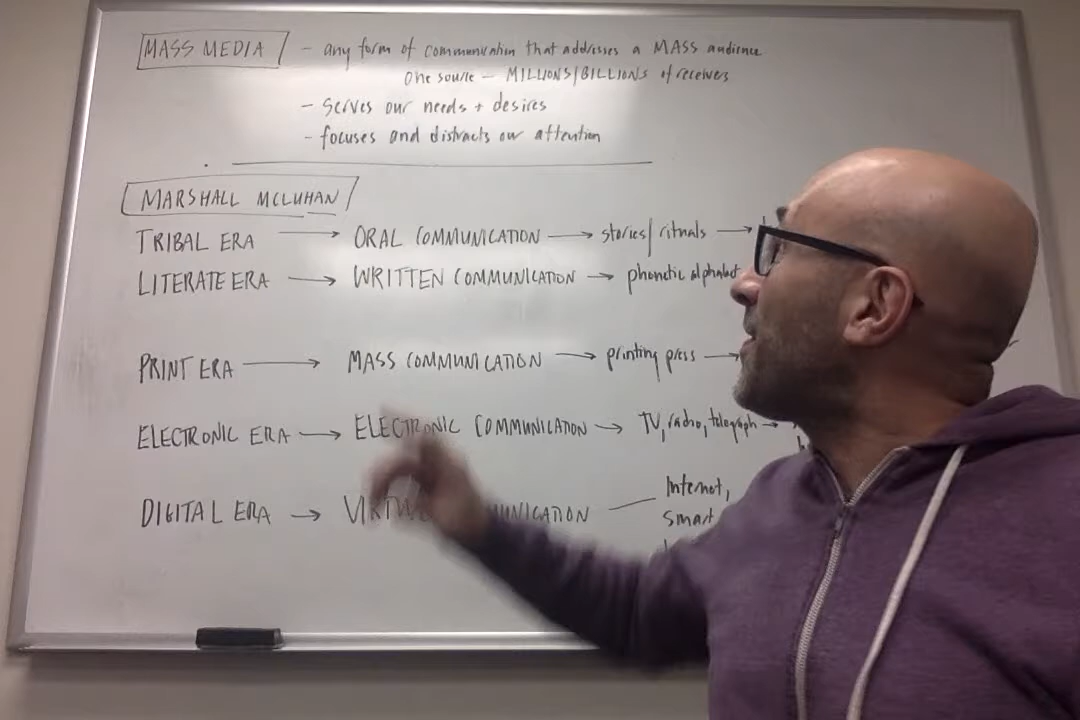 MASS MEDIA - any form of communication that addresses a MASS audience
One source - MILLIONS/BILLIONS of receivers
- serves our needs + desires
- focuses and distracts our attention
MARSHALL MCLUHAN
TRIBAL ERA → ORAL COMMUNICATION → stories/rituals →
LITERATE ERA → WRITTEN COMMUNICATION → phonetic alphabet
PRINT ERA → MASS COMMUNICATION → printing press →
ELECTRONIC ERA → ELECTRONIC COMMUNICATION → TV, radio, telegraph →
DIGITAL ERA → VIRTUAL COMMUNICATION — Internet,
smart